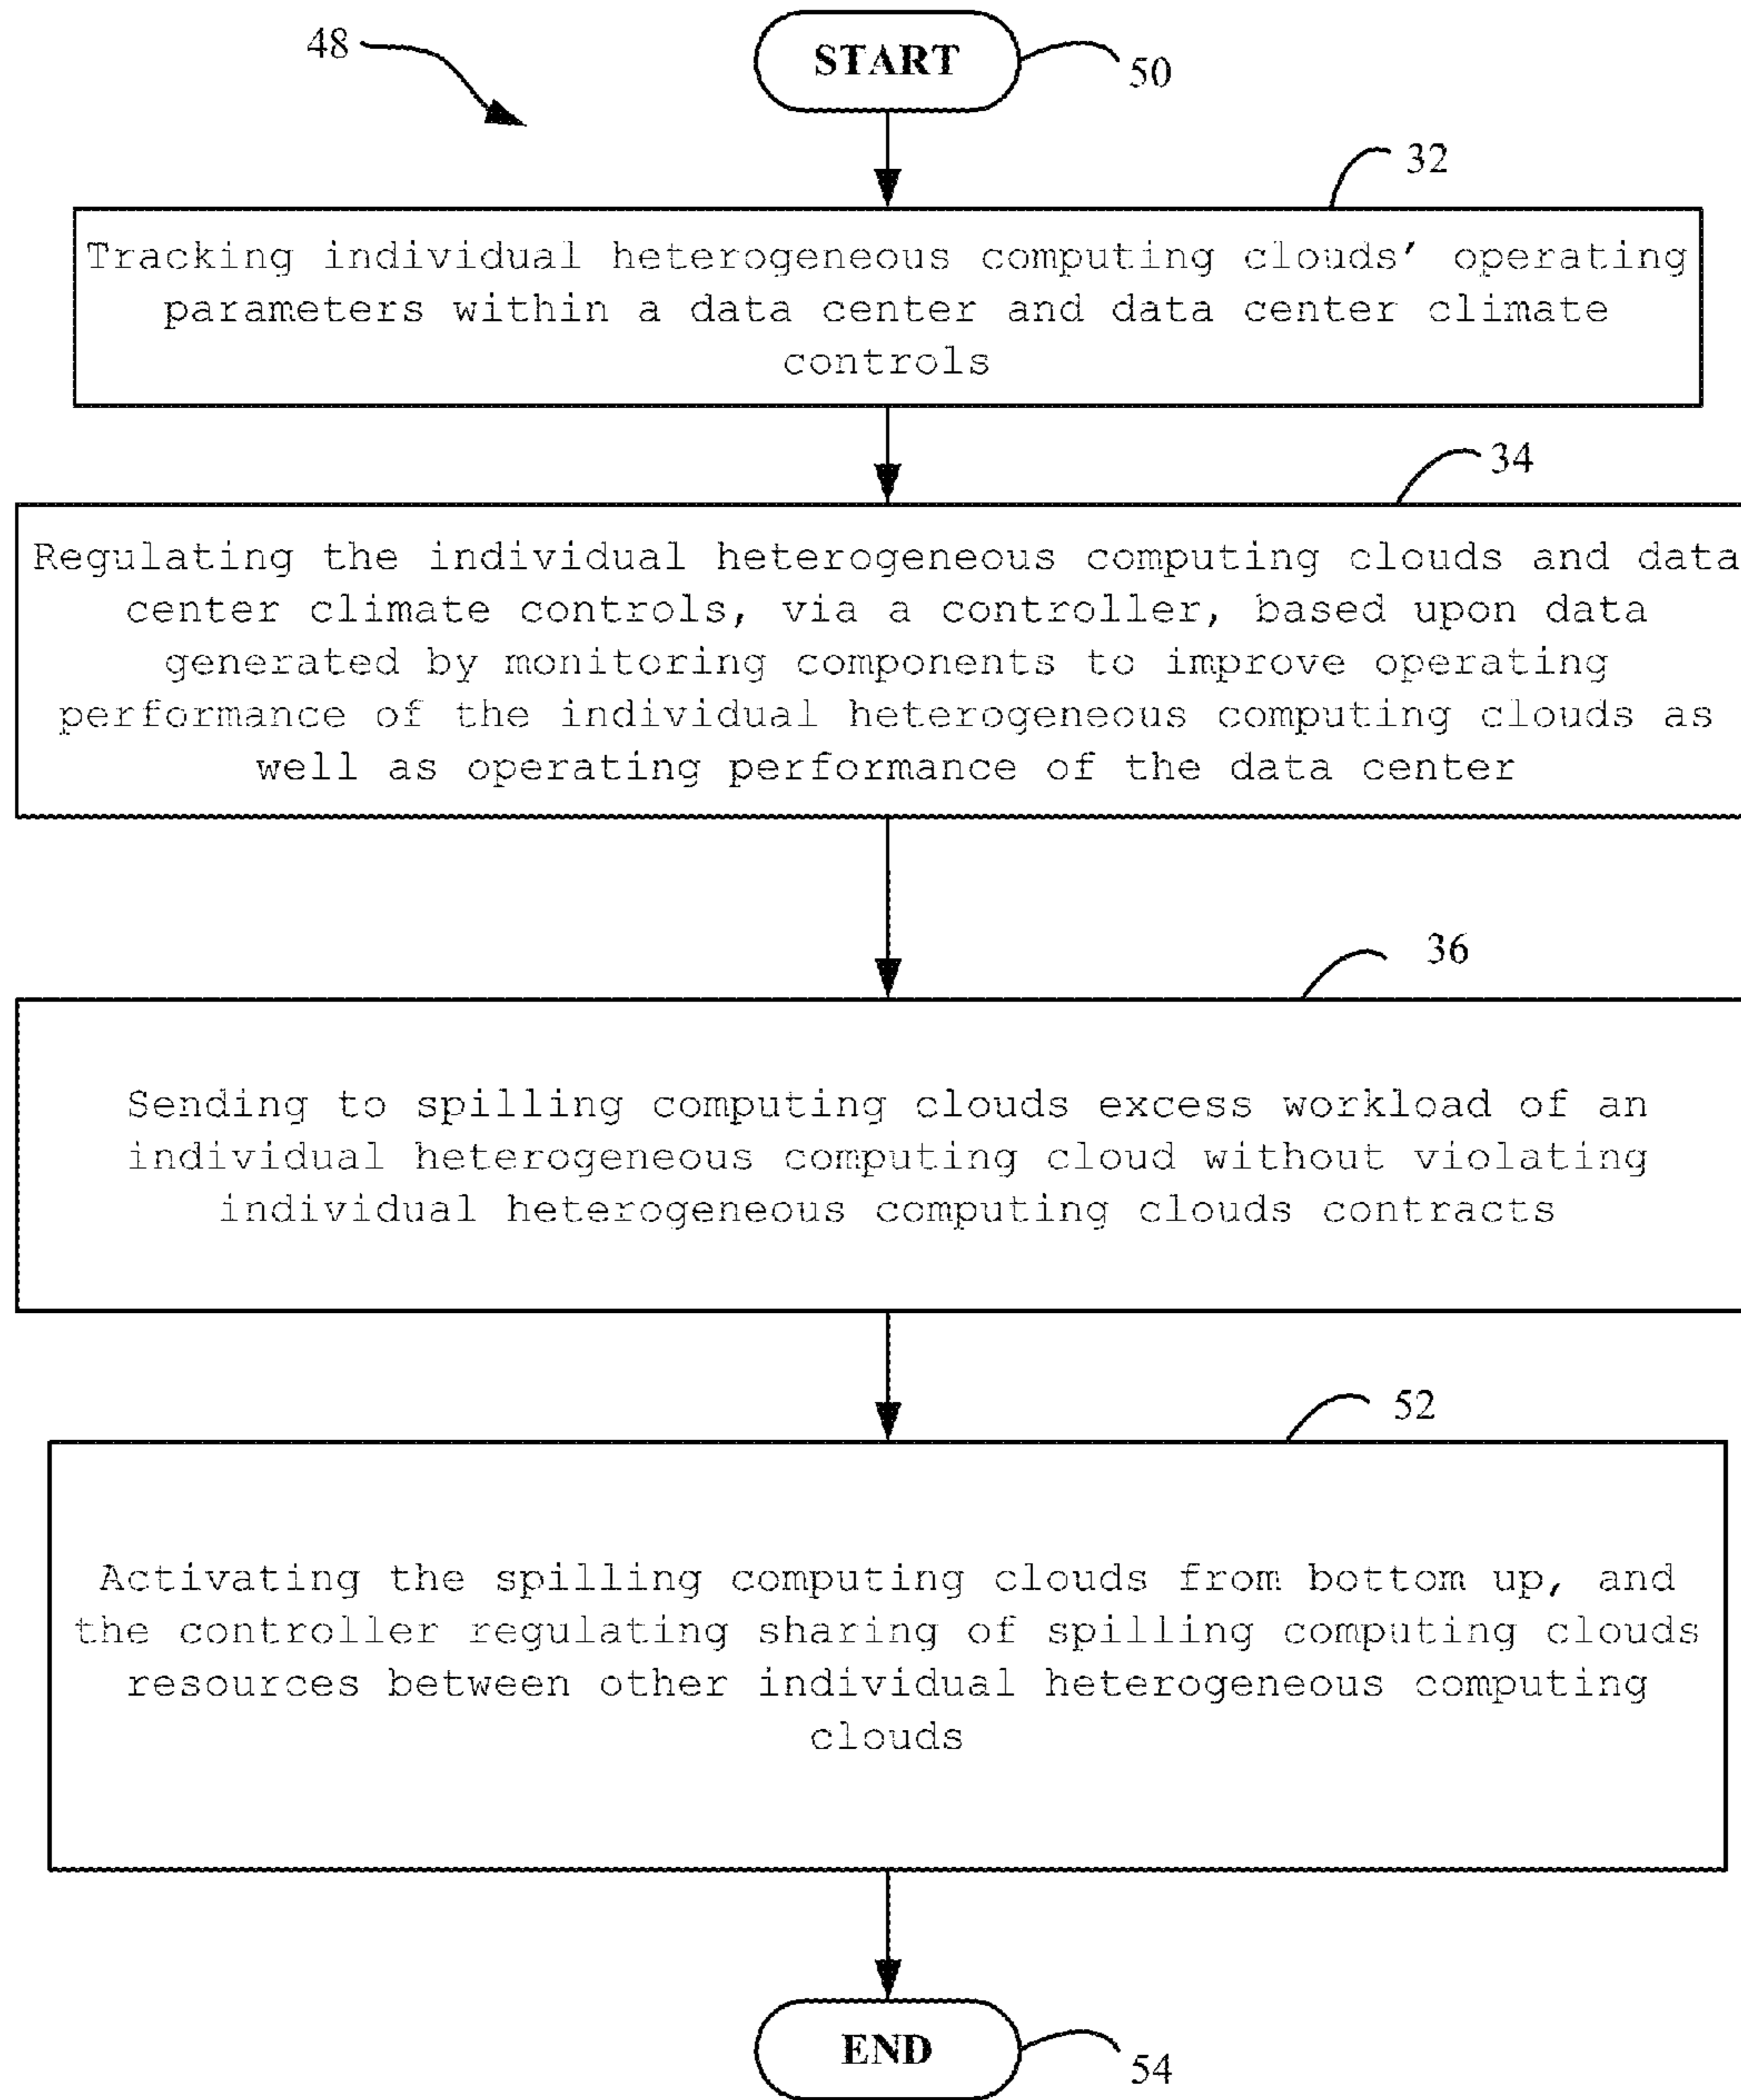 48
START
50
32
Tracking individual heterogeneous computing clouds' operating
parameters within a data center and data center climate
controls
34
Regulating the individual heterogeneous computing clouds and data
center climate controls, via a controller, based upon data
generated by monitoring components to improve operating
performance of the individual heterogeneous computing clouds as
well as operating performance of the data center
36
Sending to spilling computing clouds excess workload of an
individual heterogeneous computing cloud without violating
individual heterogeneous computing clouds contracts
52
Activating the spilling computing clouds from bottom up, and
the controller regulating sharing of spilling computing clouds
resources between other individual heterogeneous computing
clouds
END
54